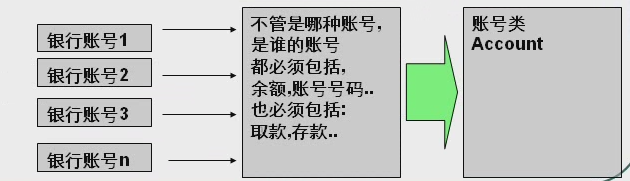 银行账号1
银行账号2
银行账号3
银行账号n
不管是哪种账号，
是谁的账号
都必须包括，
余额,账号号码..
也必须包括:
取款,存款..
账号类
Account